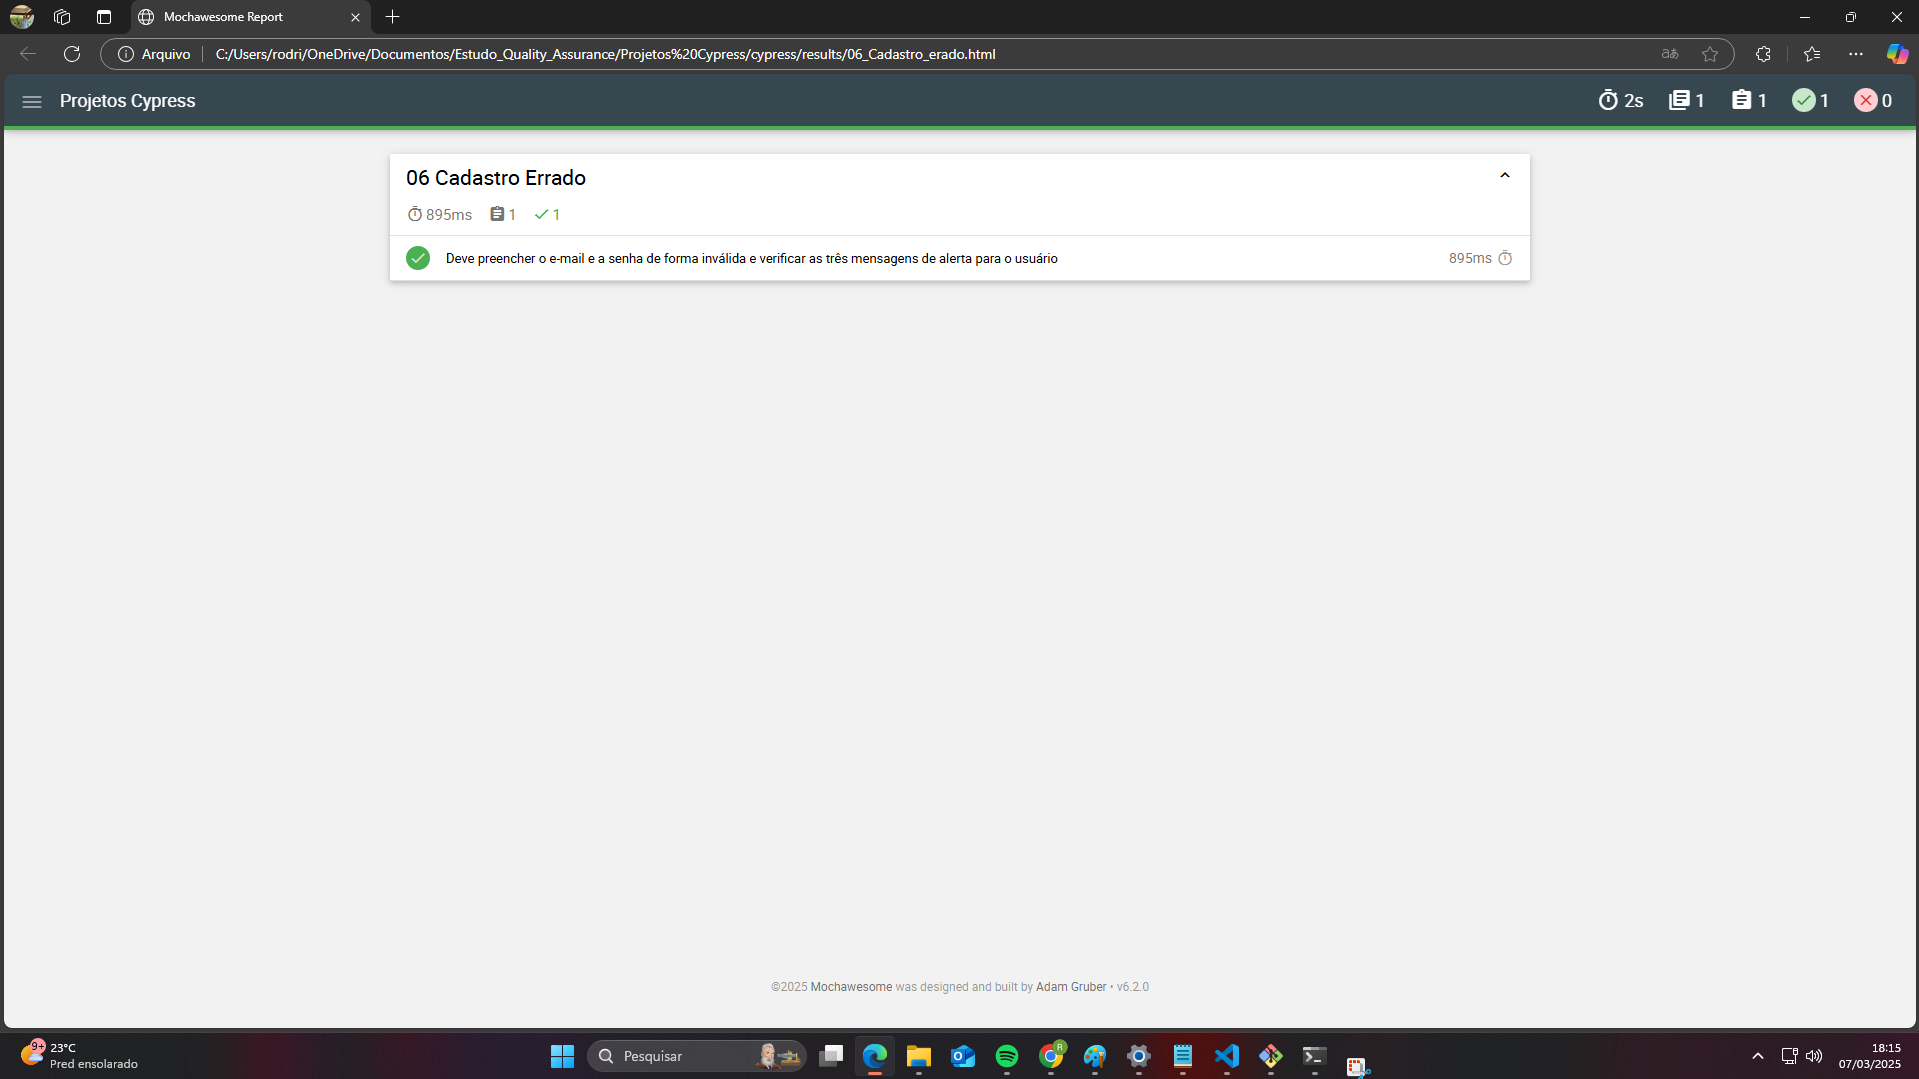 Mochawesome Report
Arquivo
C:/Users/rodri/OneDrive/Documentos/Estudo_Quality_Assurance/Projetos%20Cypress/cypress/results/06_Cadastro_erado.html
Projetos Cypress
2s
1
1
1
0
06 Cadastro Errado
895ms
1
1
Deve preencher o e-mail e a senha de forma inválida e verificar as três mensagens de alerta para o usuário
895ms
©2025 Mochawesome was designed and built by Adam Gruber • v6.2.0
9+
23°C
Pred ensolarado
Pesquisar
R
18:15
07/03/2025